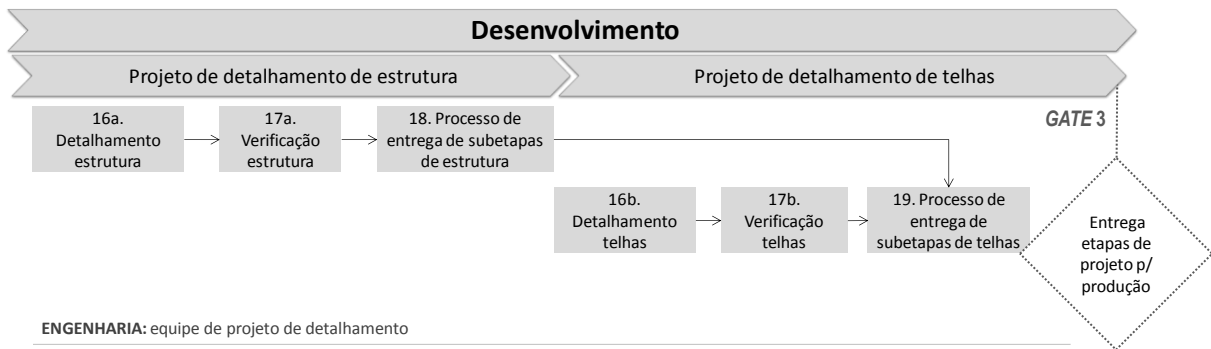 Desenvolvimento
Projeto de detalhamento de estrutura
Projeto de detalhamento de telhas
GATE 3
16a.
Detalhamento
estrutura
17a.
Verificação
estrutura
18. Processo de
entrega de subetapas
de estrutura
16b.
Detalhamento
telhas
17b.
Verificação
telhas
19. Processo de
entrega de
subetapas de telhas
Entrega
etapas de
projeto p/
produção
ENGENHARIA: equipe de projeto de detalhamento